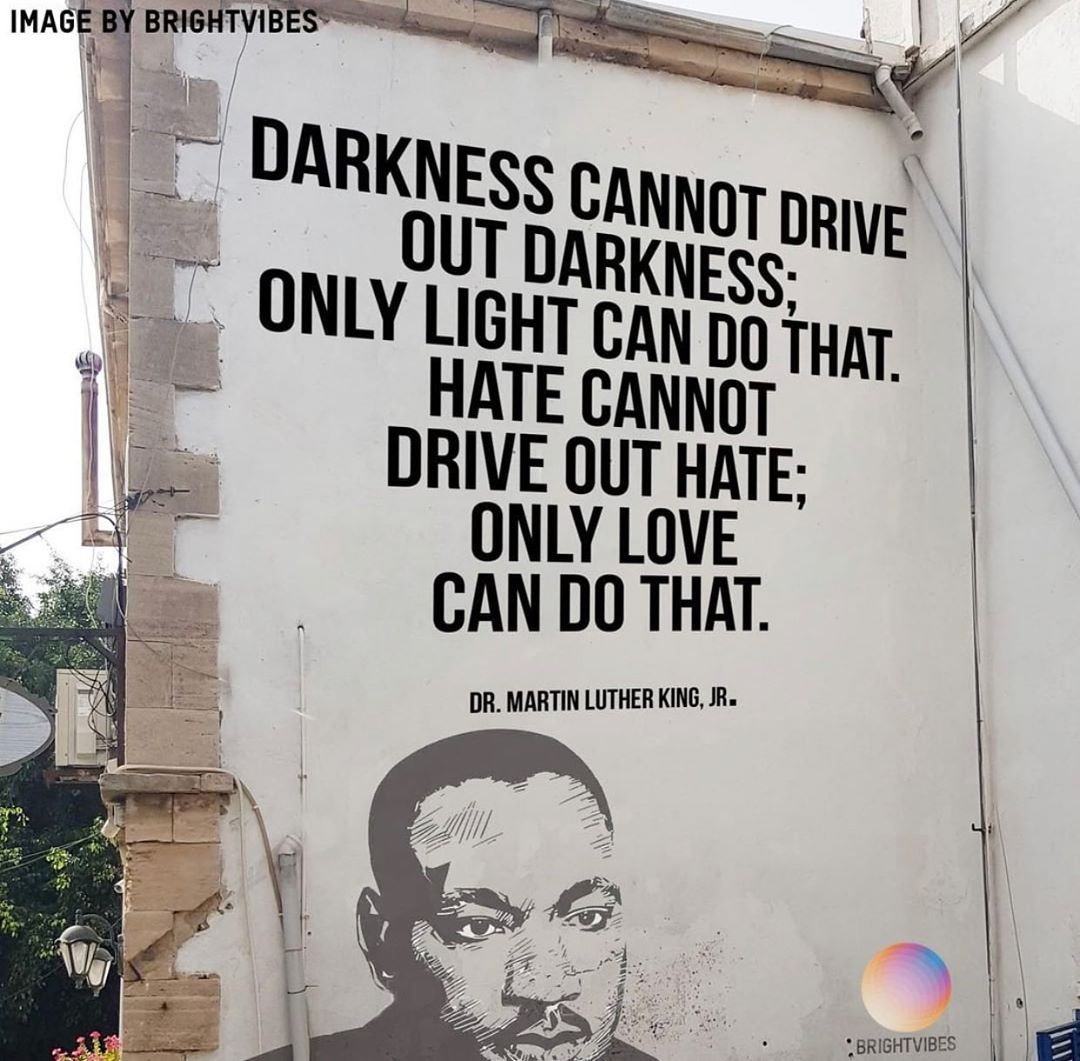 IMAGE BY BRIGHTVIBES
DARKNESS CANNOT DRIVE
OUT DARKNESS;
ONLY LIGHT CAN DO THAT.
HATE CANNOT
DRIVE OUT HATE;
ONLY LOVE
CAN DO THAT.
DR. MARTIN LUTHER KING, JR.
BRIGHTVIBES